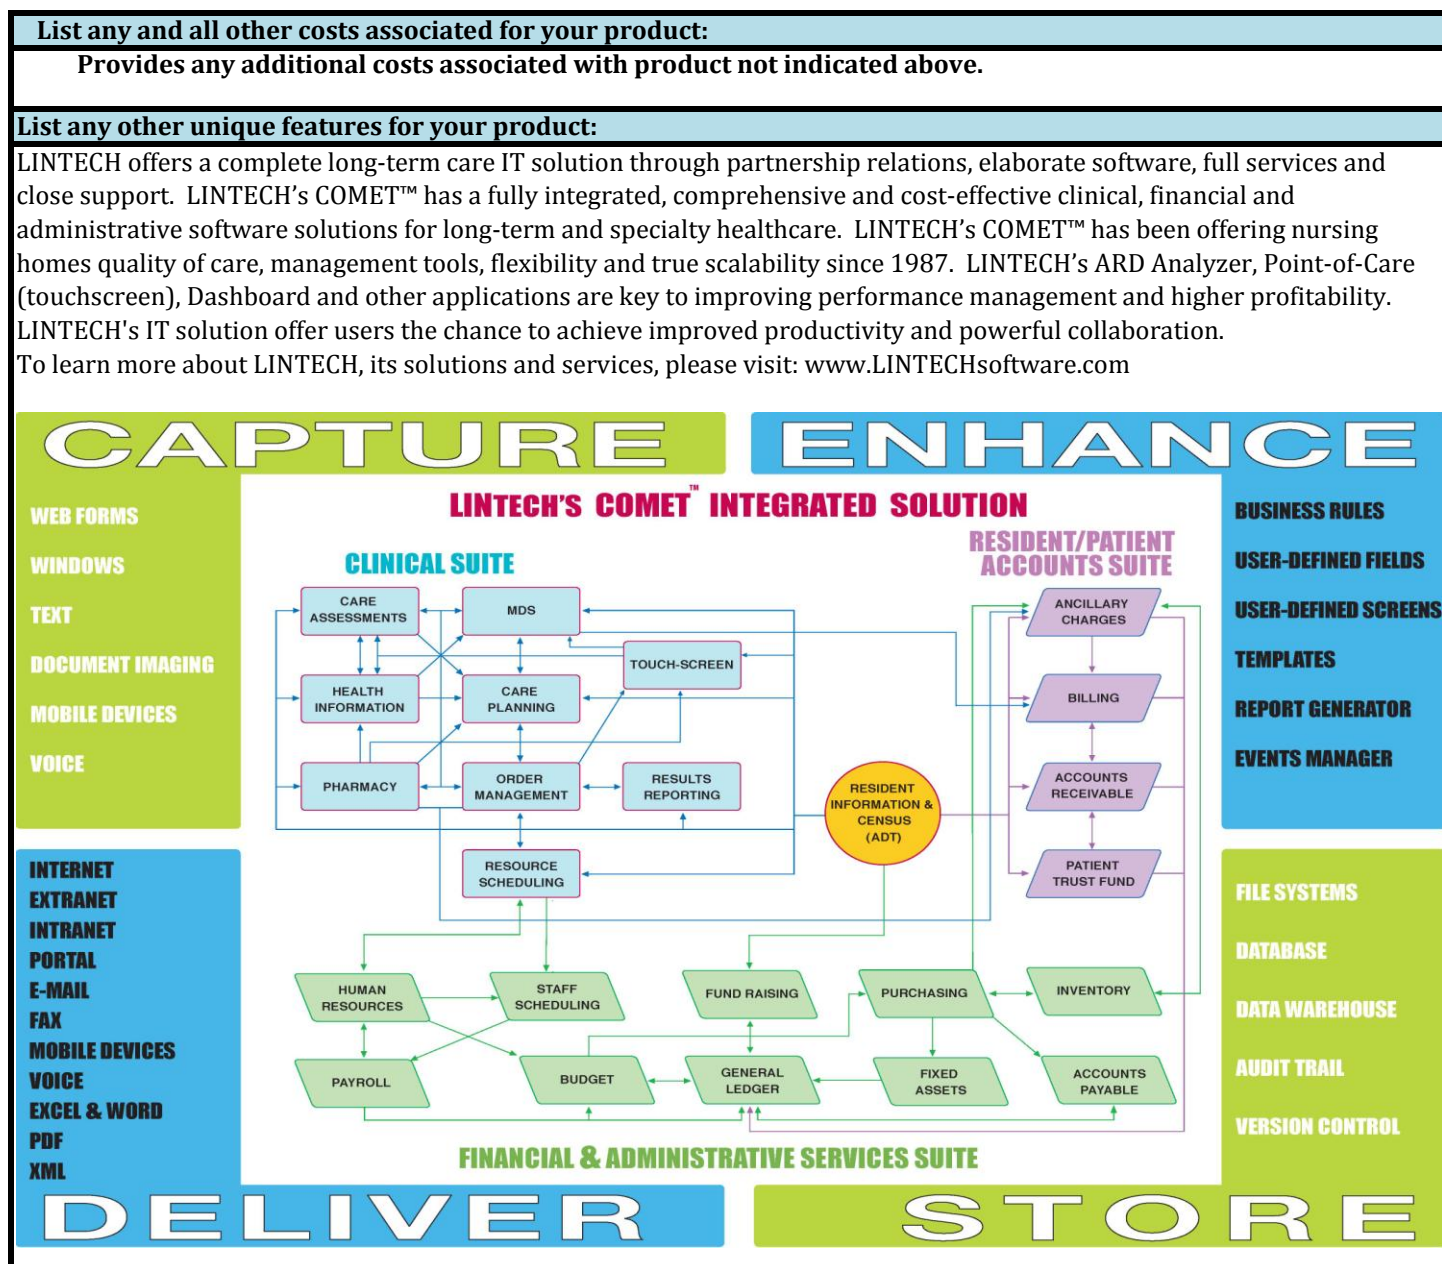 List any and all other costs associated for your product:
Provides any additional costs associated with product not indicated above.
List any other unique features for your product:
LINTECH offers a complete long-term care IT solution through partnership relations, elaborate software, full services and
close support.  LINTECH's COMET™ has a fully integrated, comprehensive and cost-effective clinical, financial and
administrative software solutions for long-term and specialty healthcare.  LINTECH's COMET™ has been offering nursing
homes quality of care, management tools, flexibility and true scalability since 1987.  LINTECH's ARD Analyzer, Point-of-Care
(touchscreen), Dashboard and other applications are key to improving performance management and higher profitability.
LINTECH's IT solution offer users the chance to achieve improved productivity and powerful collaboration.
To learn more about LINTECH, its solutions and services, please visit: www.LINTECHsoftware.com
CAPTURE
WEB FORMS
WINDOWS
TEXT
DOCUMENT IMAGING
MOBILE DEVICES
VOICE
ENHANCE
BUSINESS RULES
USER-DEFINED FIELDS
USER-DEFINED SCREENS
TEMPLATES
REPORT GENERATOR
EVENTS MANAGER
LINTECH'S COMET™ INTEGRATED SOLUTION
CLINICAL SUITE
CARE
ASSESSMENTS
MDS
TOUCH-SCREEN
HEALTH
INFORMATION
CARE
PLANNING
PHARMACY
ORDER
MANAGEMENT
RESULTS
REPORTING
RESOURCE
SCHEDULING
RESIDENT
INFORMATION &
CENSUS
(ADT)
RESIDENT/PATIENT
ACCOUNTS SUITE
ANCILLARY
CHARGES
BILLING
ACCOUNTS
RECEIVABLE
PATIENT
TRUST FUND
HUMAN
RESOURCES
STAFF
SCHEDULING
FUND RAISING
PURCHASING
INVENTORY
PAYROLL
BUDGET
GENERAL
LEDGER
FIXED
ASSETS
ACCOUNTS
PAYABLE
FINANCIAL & ADMINISTRATIVE SERVICES SUITE
INTERNET
EXTRANET
INTRANET
PORTAL
E-MAIL
FAX
MOBILE DEVICES
VOICE
EXCEL & WORD
PDF
XML
DELIVER
FILE SYSTEMS
DATABASE
DATA WAREHOUSE
AUDIT TRAIL
VERSION CONTROL
STORE